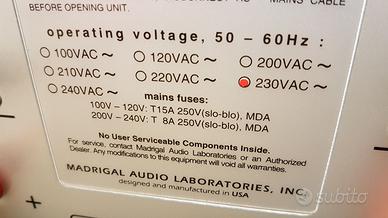 MAINS CABLE
BEFORE OPENING UNIT.
operating voltage, 50 – 60Hz :
100VAC ~ 120VAC ~ 200VAC ~
210VAC ~ 220VAC ~ 230VAC ~
240VAC ~
mains fuses:
100V – 120V: T15A 250V(slo-blo), MDA
200V – 240V: T 8A 250V(slo-blo), MDA
No User Serviceable Components Inside.
For service, contact Madrigal Audio Laboratories or an Authorized
Dealer. Any modifications to this equipment will void all warranties.
MADRIGAL AUDIO LABORATORIES, INC
designed and manufactured in USA
subito